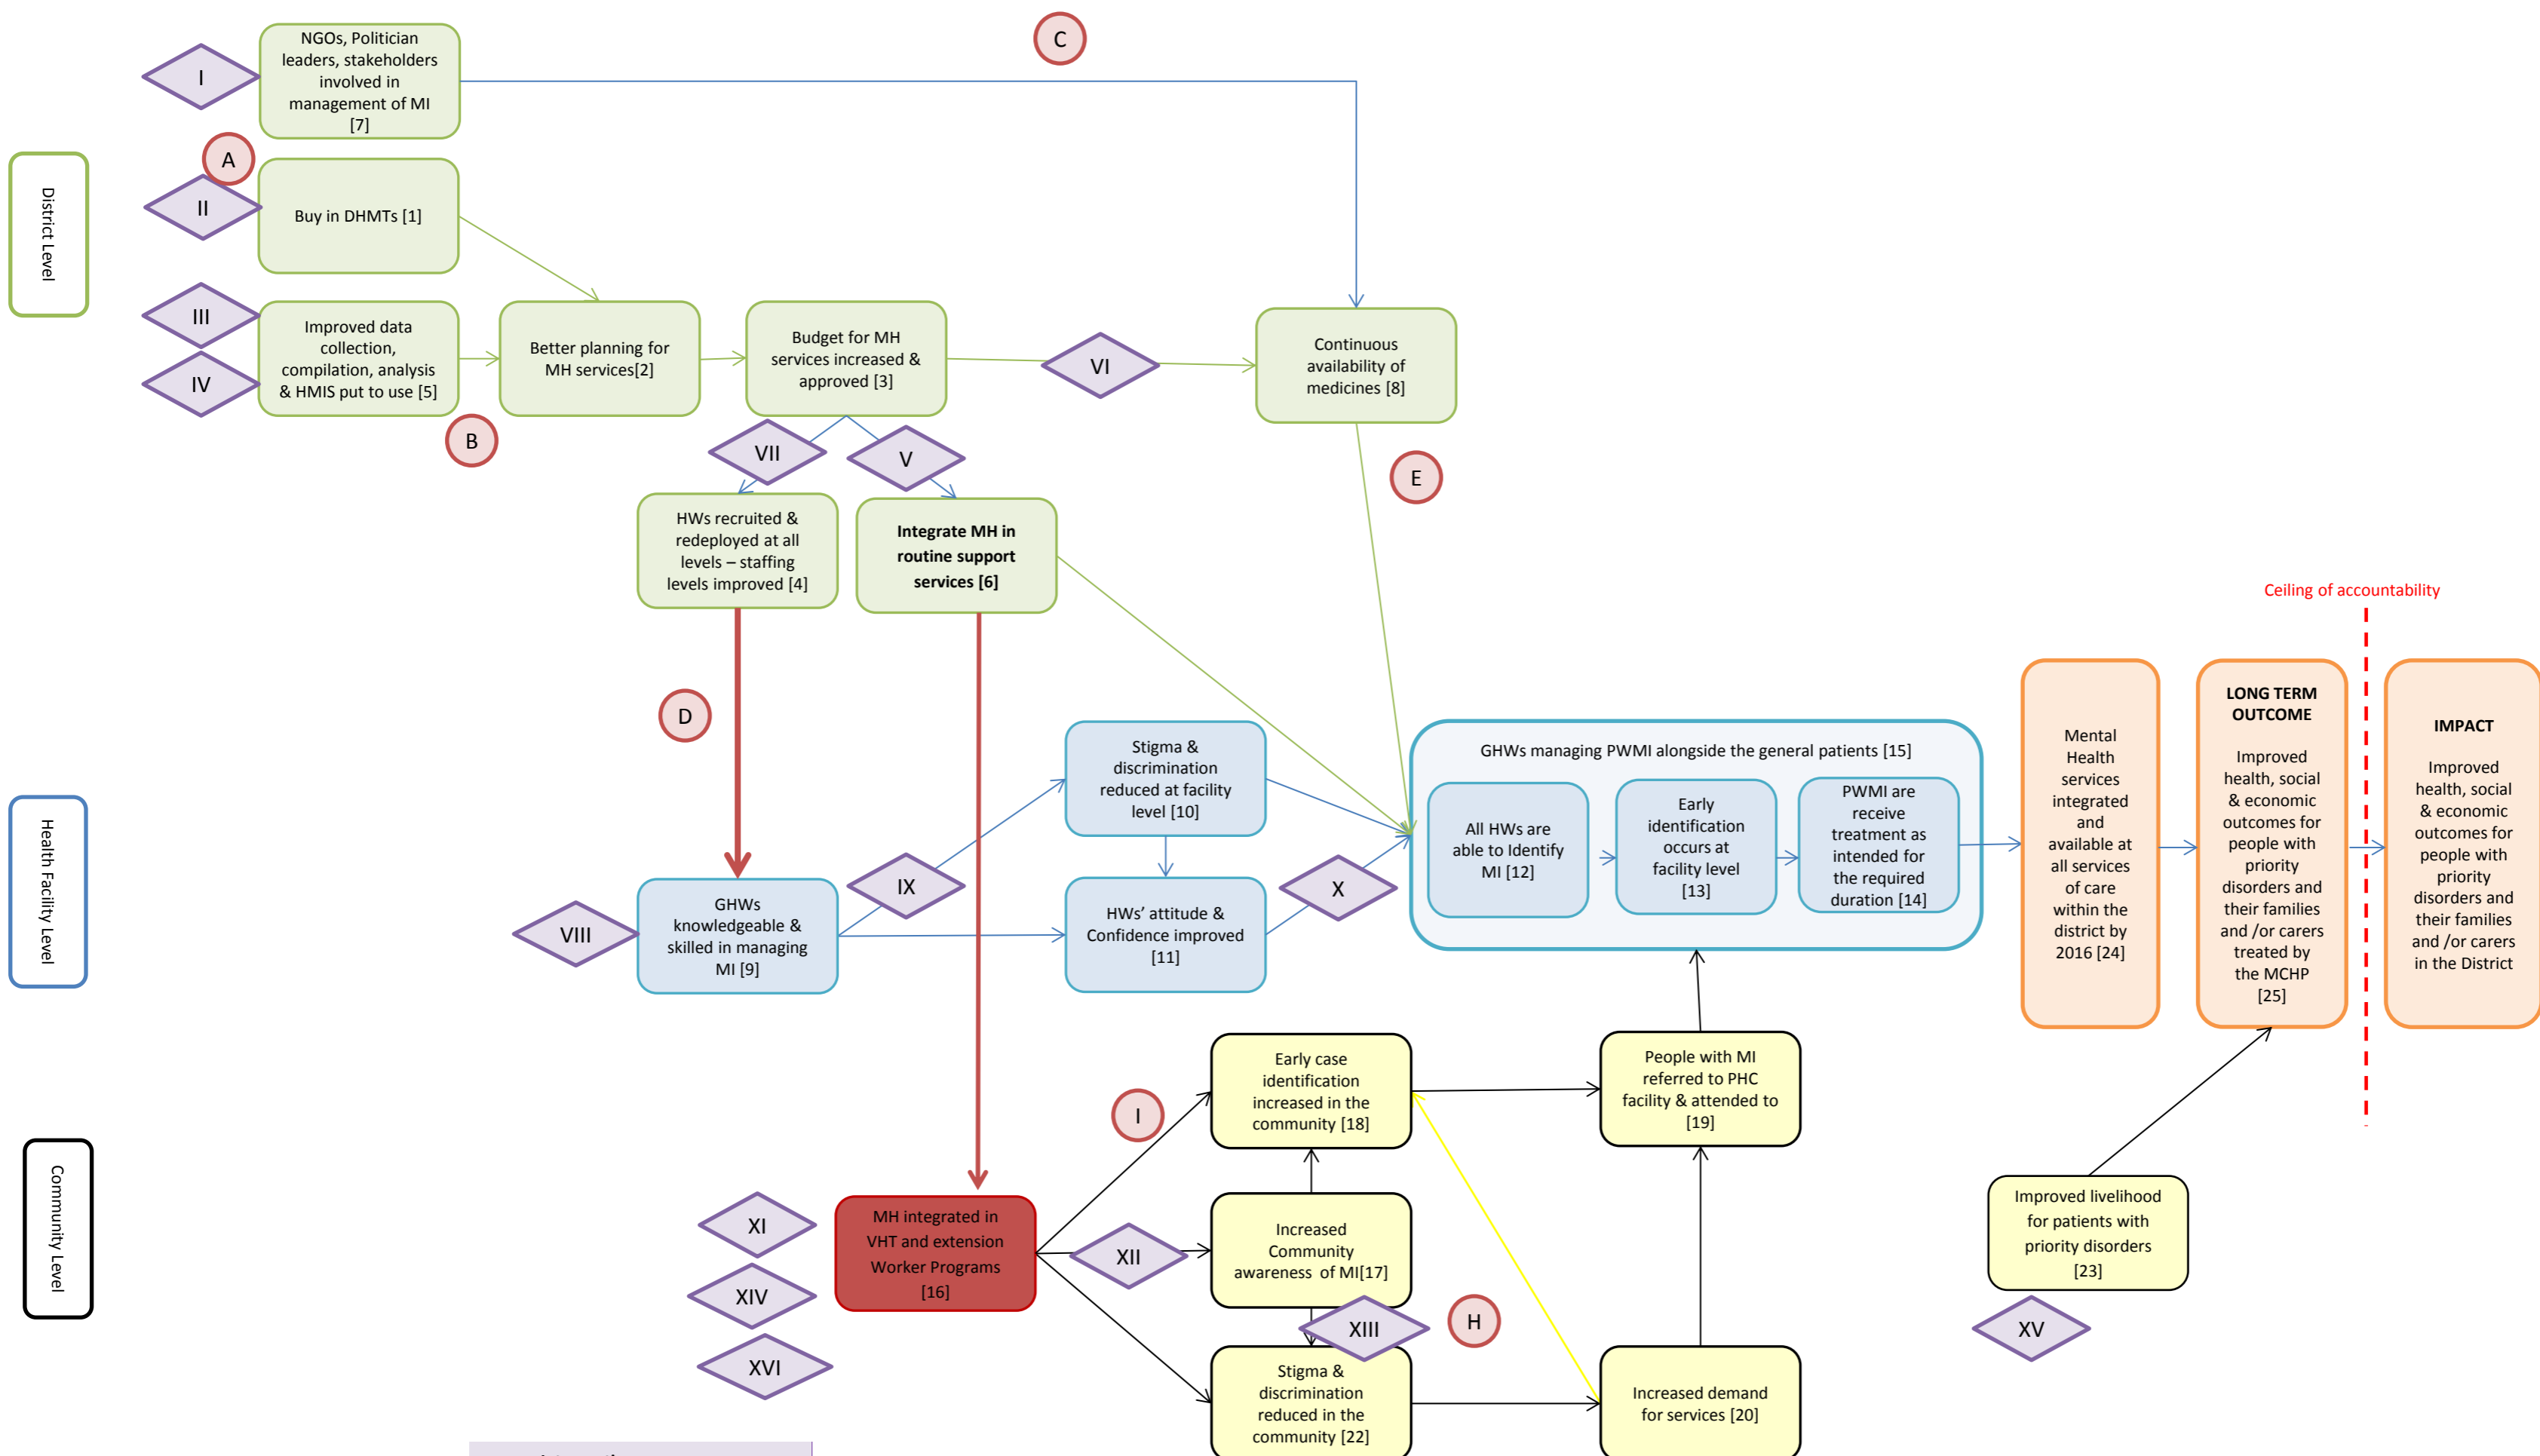 C
NGOs, Politician
leaders, stakeholders
involved in
management of MI
[7]
I
A
District Level
II
Buy in DHMTs [1]
III
IV
Improved data
collection,
compilation, analysis
& HMIS put to use [5]
Better planning for
MH services[2]
Budget for MH
services increased &
approved [3]
VI
Continuous
availability of
medicines [8]
B
VII
V
E
HWs recruited &
redeployed at all
levels – staffing
levels improved [4]
Integrate MH in
routine support
services [6]
Ceiling of accountability
D
Health Facility Level
Stigma &
discrimination
reduced at facility
level [10]
GHWs managing PWMI alongside the general patients [15]
All HWs are
able to Identify
MI [12]
Early
identification
occurs at
facility level
[13]
PWMI are
receive
treatment as
intended for
the required
duration [14]
Mental
Health
services
integrated
and
available at
all services
of care
within the
district by
2016 [24]
LONG TERM
OUTCOME
Improved
health, social
& economic
outcomes for
people with
priority
disorders and
their families
and /or carers
treated by
the MCHP
[25]
IMPACT
Improved
health, social
& economic
outcomes for
people with
priority
disorders and
their families
and /or carers
in the District
VIII
GHWs
knowledgeable &
skilled in managing
MI [9]
IX
HWs’ attitude &
Confidence improved
[11]
X
Community Level
I
Early case
identification
increased in the
community [18]
People with MI
referred to PHC
facility & attended to
[19]
XI
XIV
XVI
MH integrated in
VHT and extension
Worker Programs
[16]
XII
Increased
Community
awareness of MI[17]
XIII
H
Improved livelihood
for patients with
priority disorders
[23]
XV
Stigma &
discrimination
reduced in the
community [22]
Increased demand
for services [20]